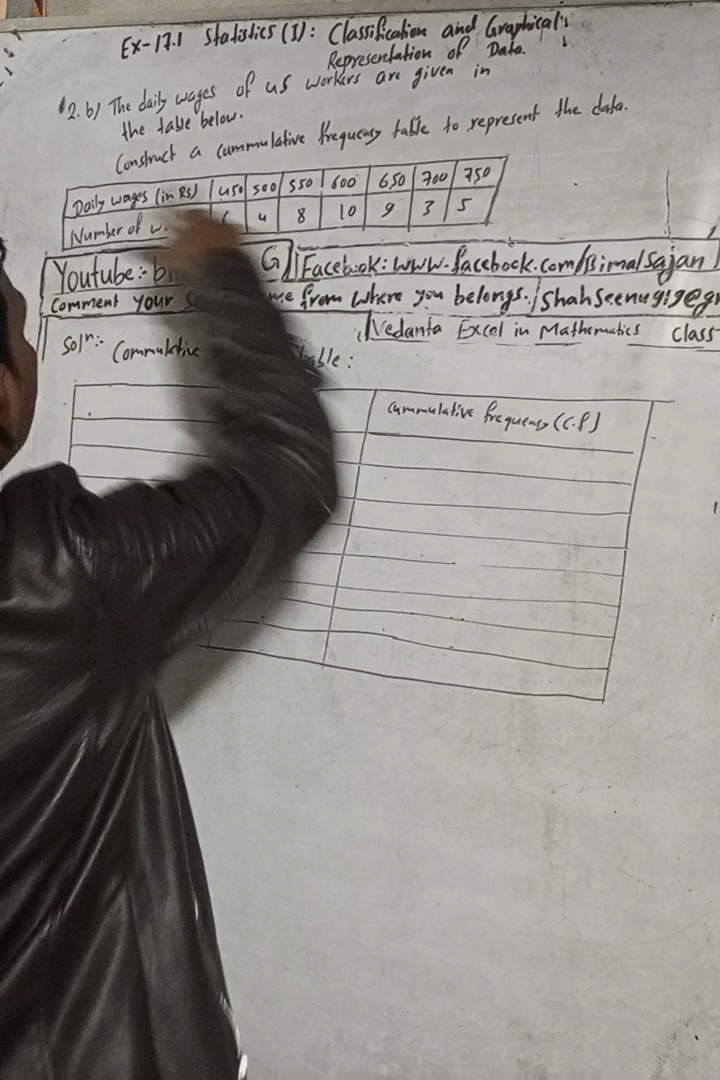 Ex-17.1 Statistics (I): Classification and Graphical
Representation of Data.
2. b) The daily wages of 45 workers are given in
the table below.
Construct a cummulative frequency table to represent the data.
Daily wages (in Rs) 450 500 550 600 650 700 750
Number of 4 8 10 9 3 5
Youtube:- G Facebook: www.facebook.com/Bimalsajan
Comment your me from where you belongs. shahseenu919@g
Vedanta Excel in Mathematics class
Solⁿ:- Commulative
Cummulative frequency (C.f)